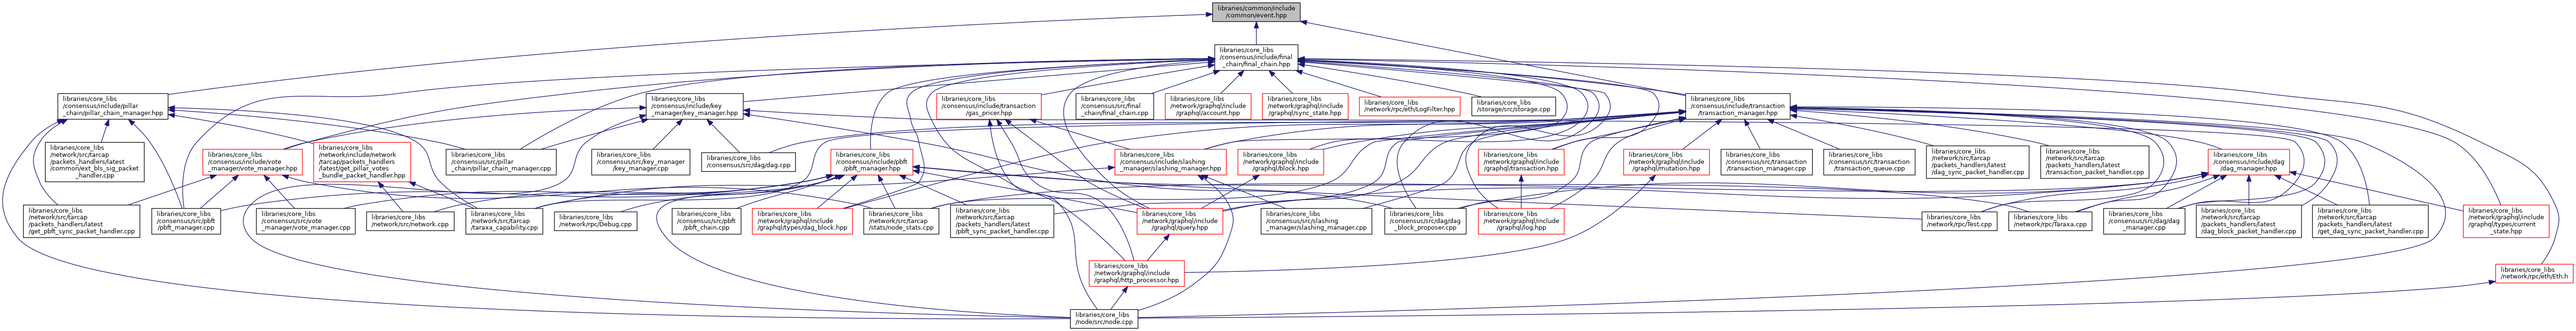 libraries/common/include
/common/event.hpp
libraries/core_libs
/consensus/include/final
_chain/final_chain.hpp
libraries/core_libs
/consensus/include/pillar
_chain/pillar_chain_manager.hpp
libraries/core_libs
/consensus/include/key
_manager/key_manager.hpp
libraries/core_libs
/consensus/include/transaction
/gas_pricer.hpp
libraries/core_libs
/consensus/src/final
_chain/final_chain.cpp
libraries/core_libs
/network/graphql/include
/graphql/account.hpp
libraries/core_libs
/network/graphql/include
/graphql/sync_state.hpp
libraries/core_libs
/network/rpc/eth/LogFilter.hpp
libraries/core_libs
/storage/src/storage.cpp
libraries/core_libs
/consensus/include/transaction
/transaction_manager.hpp
libraries/core_libs
/network/src/tarcap
/packets_handlers/latest
/common/ext_bls_sig_packet
_handler.cpp
libraries/core_libs
/consensus/include/vote
_manager/vote_manager.hpp
libraries/core_libs
/network/include/network
/tarcap/packets_handlers
/latest/get_pillar_votes
_bundle_packet_handler.hpp
libraries/core_libs
/consensus/src/pillar
_chain/pillar_chain_manager.cpp
libraries/core_libs
/consensus/src/key_manager
/key_manager.cpp
libraries/core_libs
/consensus/src/dag/dag.cpp
libraries/core_libs
/consensus/include/pbft
/pbft_manager.hpp
libraries/core_libs
/consensus/include/slashing
_manager/slashing_manager.hpp
libraries/core_libs
/network/graphql/include
/graphql/block.hpp
libraries/core_libs
/network/graphql/include
/graphql/transaction.hpp
libraries/core_libs
/network/graphql/include
/graphql/mutation.hpp
libraries/core_libs
/consensus/src/transaction
/transaction_manager.cpp
libraries/core_libs
/consensus/src/transaction
/transaction_queue.cpp
libraries/core_libs
/network/src/tarcap
/packets_handlers/latest
/dag_sync_packet_handler.cpp
libraries/core_libs
/network/src/tarcap
/packets_handlers/latest
/transaction_packet_handler.cpp
libraries/core_libs
/consensus/include/dag
/dag_manager.hpp
libraries/core_libs
/network/src/tarcap
/packets_handlers/latest
/get_pbft_sync_packet_handler.cpp
libraries/core_libs
/consensus/src/pbft
/pbft_manager.cpp
libraries/core_libs
/consensus/src/vote
_manager/vote_manager.cpp
libraries/core_libs
/network/src/network.cpp
libraries/core_libs
/network/src/tarcap
/taraxa_capability.cpp
libraries/core_libs
/network/rpc/Debug.cpp
libraries/core_libs
/consensus/src/pbft
/pbft_chain.cpp
libraries/core_libs
/network/graphql/include
/graphql/types/dag_block.hpp
libraries/core_libs
/network/src/tarcap
/stats/node_stats.cpp
libraries/core_libs
/network/src/tarcap
/packets_handlers/latest
/pbft_sync_packet_handler.cpp
libraries/core_libs
/network/graphql/include
/graphql/query.hpp
libraries/core_libs
/consensus/src/slashing
_manager/slashing_manager.cpp
libraries/core_libs
/consensus/src/dag/dag
_block_proposer.cpp
libraries/core_libs
/network/graphql/include
/graphql/log.hpp
libraries/core_libs
/network/rpc/Test.cpp
libraries/core_libs
/network/rpc/Taraxa.cpp
libraries/core_libs
/consensus/src/dag/dag
_manager.cpp
libraries/core_libs
/network/src/tarcap
/packets_handlers/latest
/dag_block_packet_handler.cpp
libraries/core_libs
/network/src/tarcap
/packets_handlers/latest
/get_dag_sync_packet_handler.cpp
libraries/core_libs
/network/graphql/include
/graphql/types/current
_state.hpp
libraries/core_libs
/network/graphql/include
/graphql/http_processor.hpp
libraries/core_libs
/network/rpc/eth/Eth.h
libraries/core_libs
/node/src/node.cpp